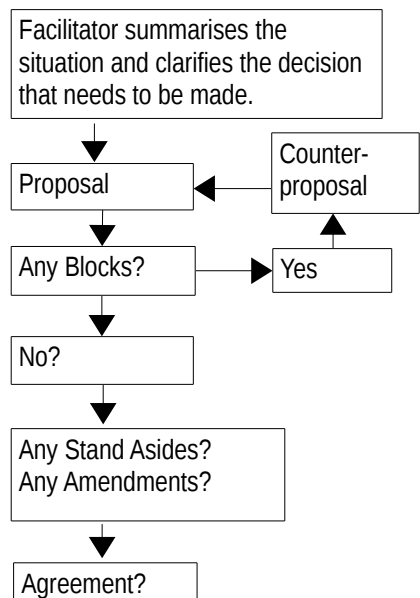 Facilitator summarises the
situation and clarifies the decision
that needs to be made.
Counter-
proposal
Proposal
Any Blocks?
Yes
No?
Any Stand Asides?
Any Amendments?
Agreement?